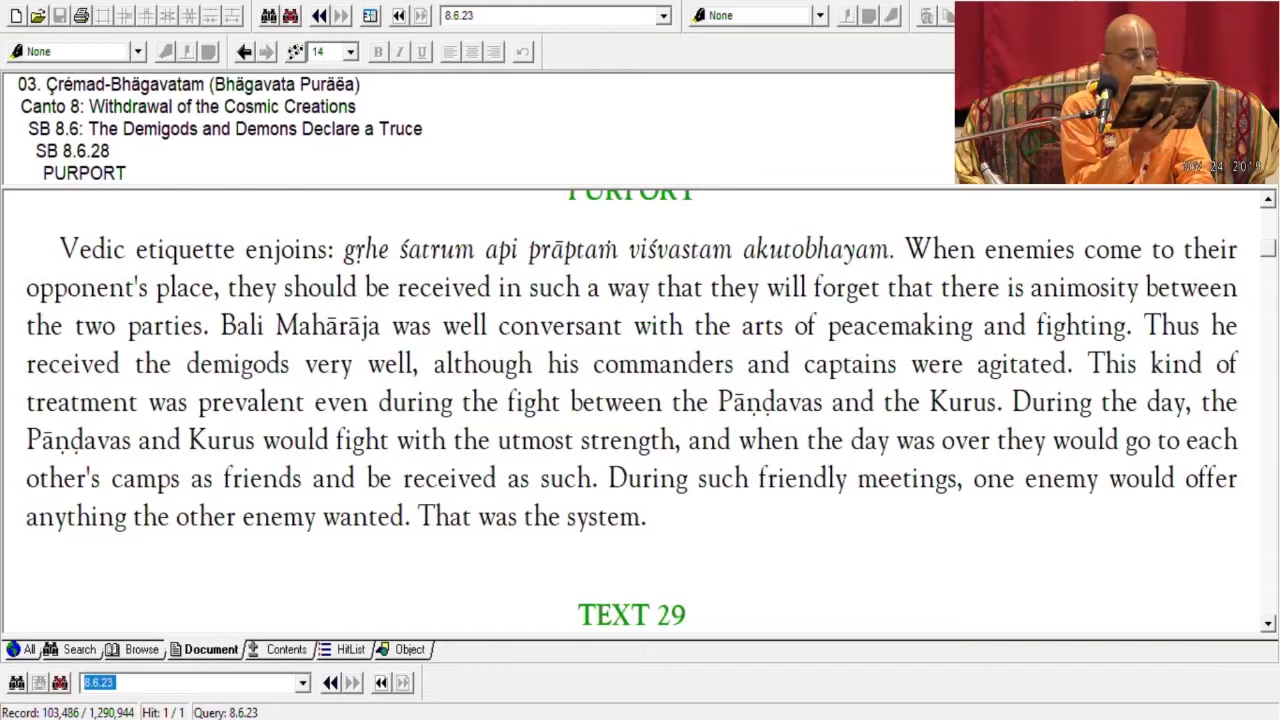 8.6.23
None
None
14
B I U
03. Çrémad-Bhägavatam (Bhägavata Puräëa)
Canto 8: Withdrawal of the Cosmic Creations
SB 8.6: The Demigods and Demons Declare a Truce
SB 8.6.28
PURPORT
NOV 24 2019
PURPORT
Vedic etiquette enjoins: gṛhe śatrum api prāptaṁ viśvastam akutobhayam. When enemies come to their
opponent's place, they should be received in such a way that they will forget that there is animosity between
the two parties. Bali Mahārāja was well conversant with the arts of peacemaking and fighting. Thus he
received the demigods very well, although his commanders and captains were agitated. This kind of
treatment was prevalent even during the fight between the Pāṇḍavas and the Kurus. During the day, the
Pāṇḍavas and Kurus would fight with the utmost strength, and when the day was over they would go to each
other's camps as friends and be received as such. During such friendly meetings, one enemy would offer
anything the other enemy wanted. That was the system.
TEXT 29
All Search Browse Document Contents HitList Object
8.6.23
Record: 103,486 / 1,290,944 Hit: 1 / 1 Query: 8.6.23